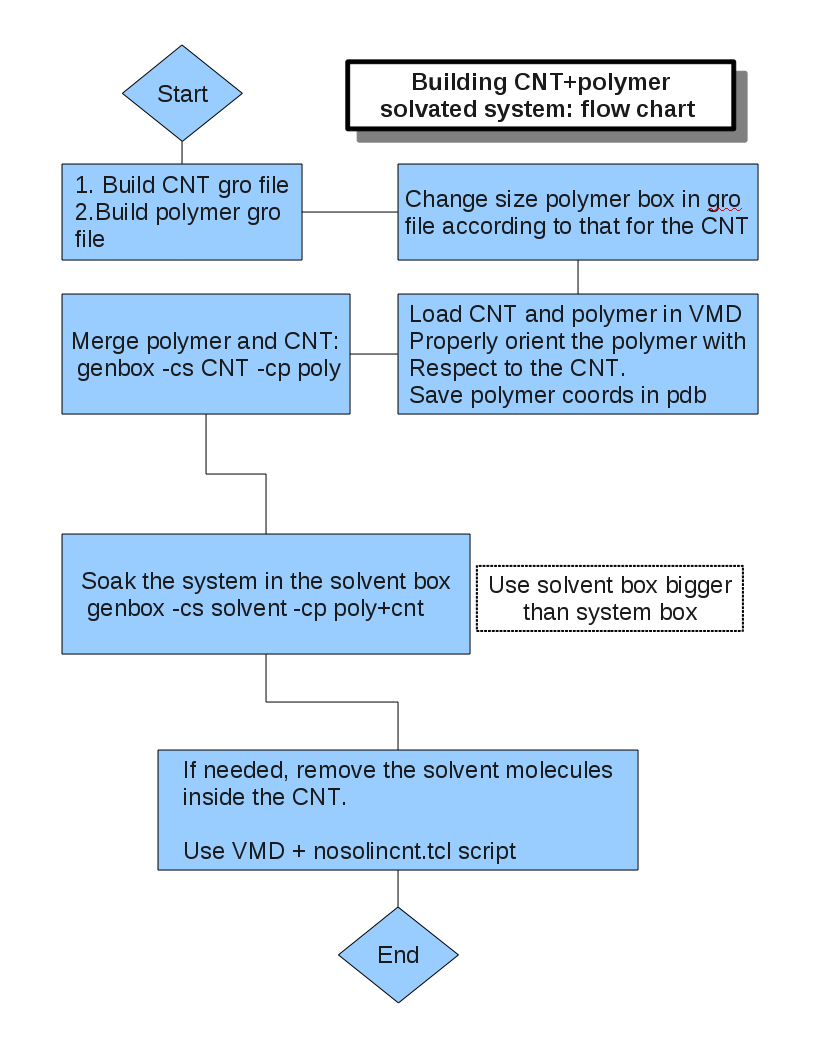 Start
Building CNT+polymer
solvated system: flow chart
1. Build CNT gro file
2.Build polymer gro
file
Change size polymer box in gro
file according to that for the CNT
Load CNT and polymer in VMD
Properly orient the polymer with
Respect to the CNT.
Save polymer coords in pdb
Merge polymer and CNT:
genbox -cs CNT -cp poly
Soak the system in the solvent box
genbox -cs solvent -cp poly+cnt
Use solvent box bigger
than system box
If needed, remove the solvent molecules
inside the CNT.
Use VMD + nosolincnt.tcl script
End